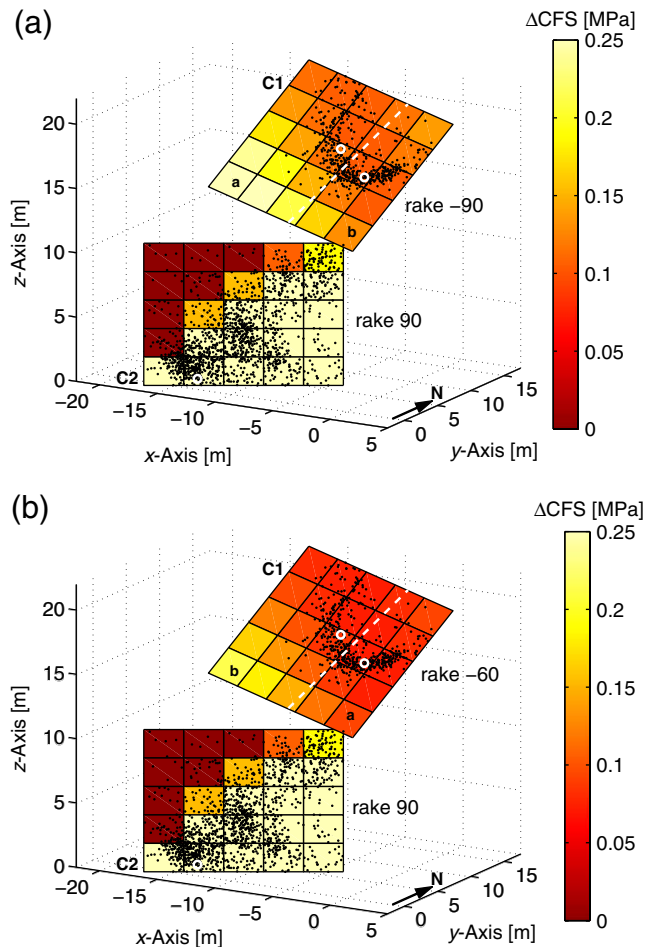 (a)
ΔCFS [MPa]
0.25
0.2
0.15
0.1
0.05
0
C1
a
b
rake −90
rake 90
C2
N
z-Axis [m]
20
15
10
5
0
−20
−15
−10
−5
0
5
x-Axis [m]
0
5
10
15
y-Axis [m]
(b)
ΔCFS [MPa]
0.25
0.2
0.15
0.1
0.05
0
C1
b
a
rake −60
rake 90
C2
N
z-Axis [m]
20
15
10
5
0
−20
−15
−10
−5
0
5
x-Axis [m]
0
5
10
15
y-Axis [m]